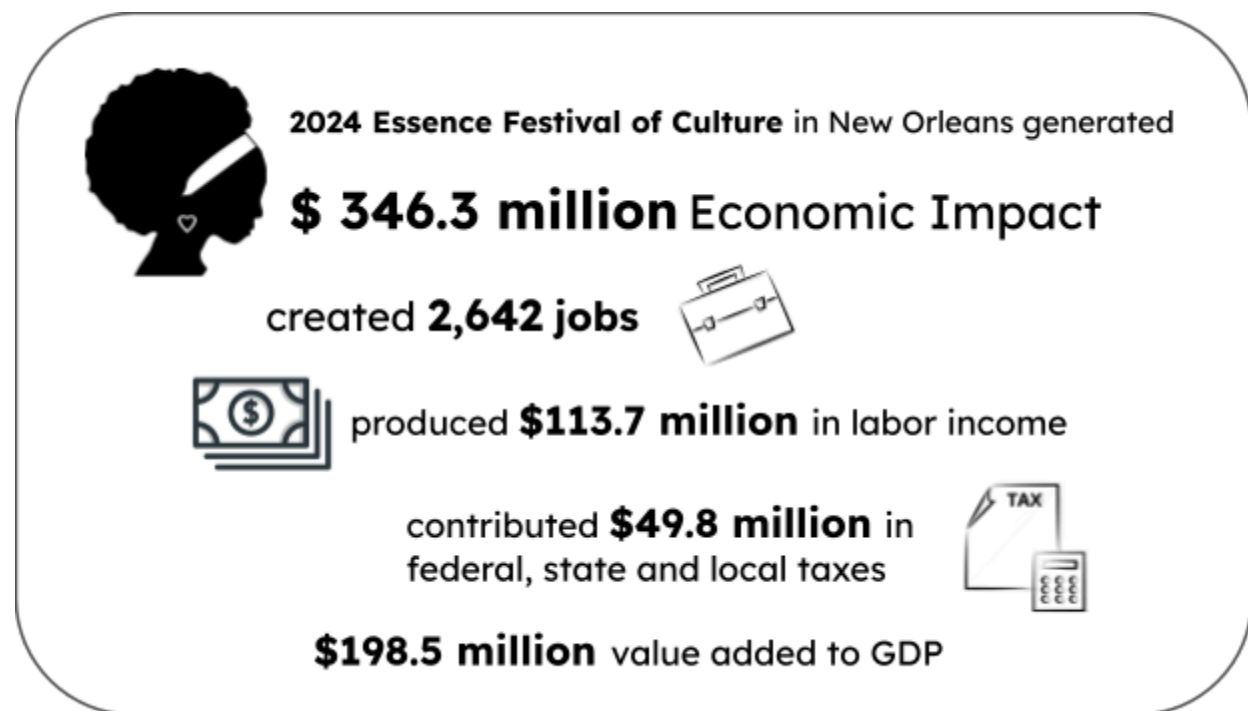 2024 Essence Festival of Culture in New Orleans generated
$ 346.3 million Economic Impact
created 2,642 jobs
$
produced $113.7 million in labor income
TAX
contributed $49.8 million in
federal, state and local taxes
$198.5 million value added to GDP